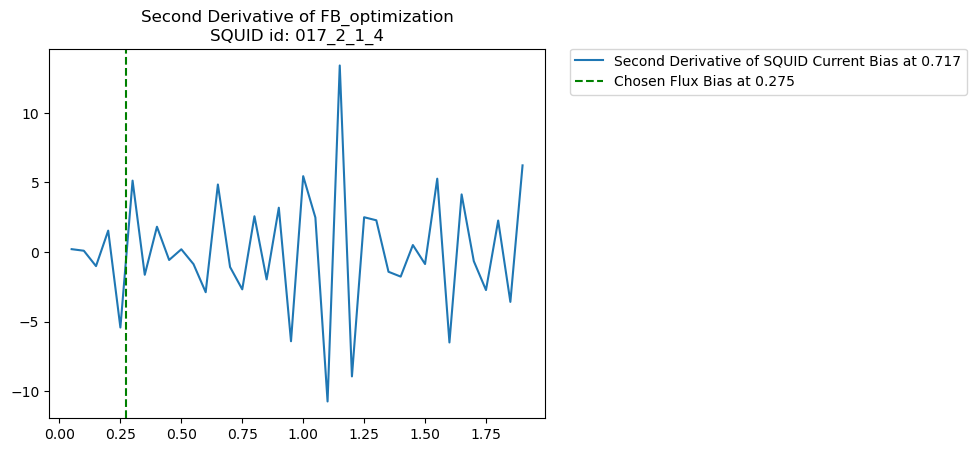 Second Derivative of FB_optimization
SQUID id: 017_2_1_4
Second Derivative of SQUID Current Bias at 0.717
Chosen Flux Bias at 0.275
10
5
0
−5
−10
0.00 0.25 0.50 0.75 1.00 1.25 1.50 1.75